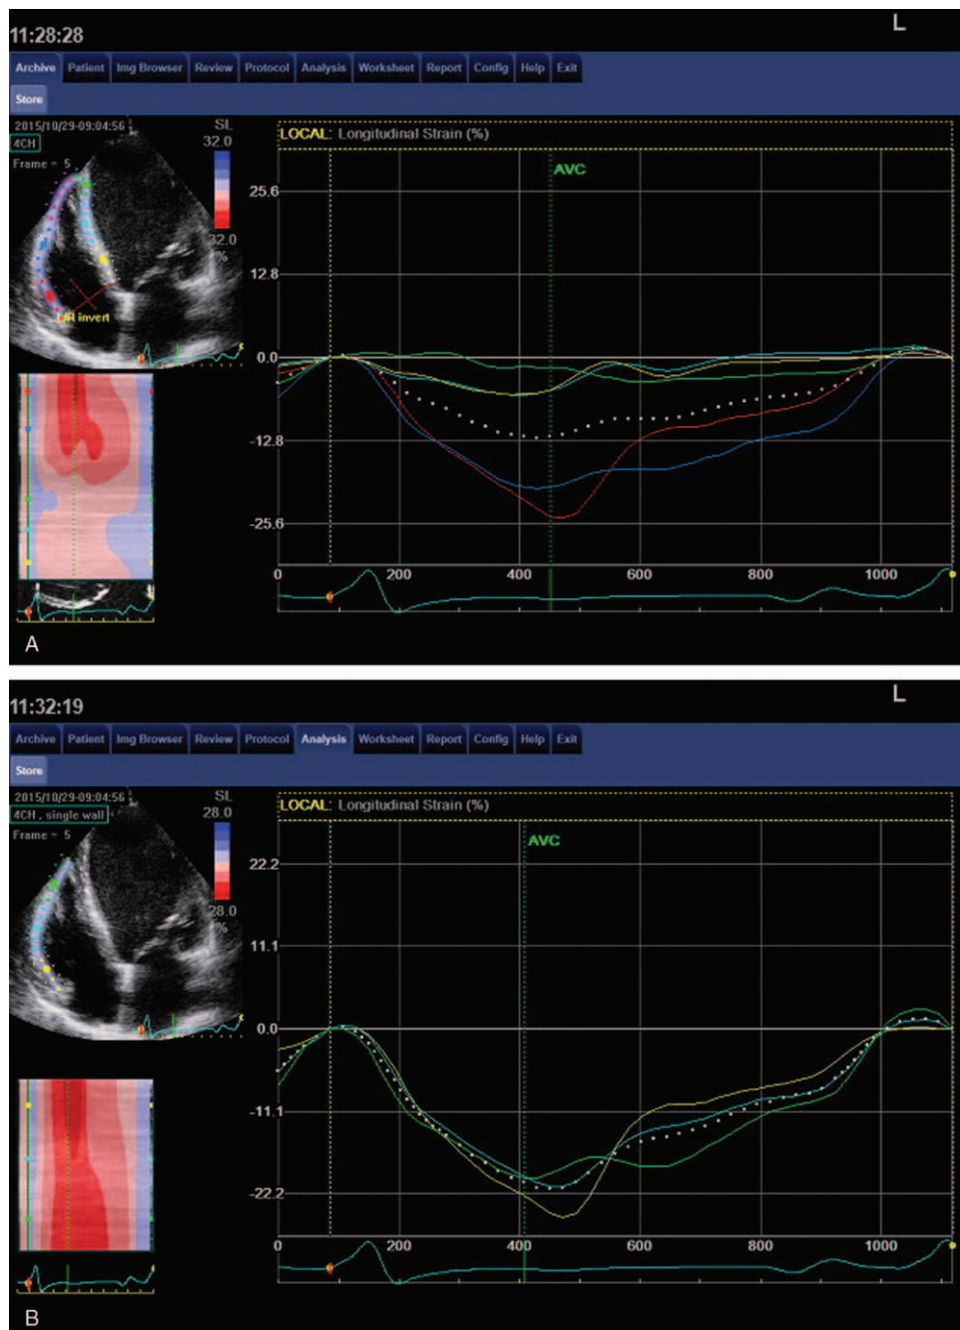 L
11:28:28
Archive Patient Img Browser Review Protocol Analysis Worksheet Report Config Help Exit
Store
2015/10/29-09:04:56
SL
4CH
32.0
Frame = 5
32.0
%
L/R invert
LOCAL: Longitudinal Strain (%)
AVC
25.6
12.8
0.0
-12.8
-25.6
0 200 400 600 800 1000
A
L
11:32:19
Archive Patient Img Browser Review Protocol Analysis Worksheet Report Config Help Exit
Store
2015/10/29-09:04:56
SL
4CH , single wall
28.0
Frame = 5
28.0
%
LOCAL: Longitudinal Strain (%)
AVC
22.2
11.1
0.0
-11.1
-22.2
0 200 400 600 800 1000
B